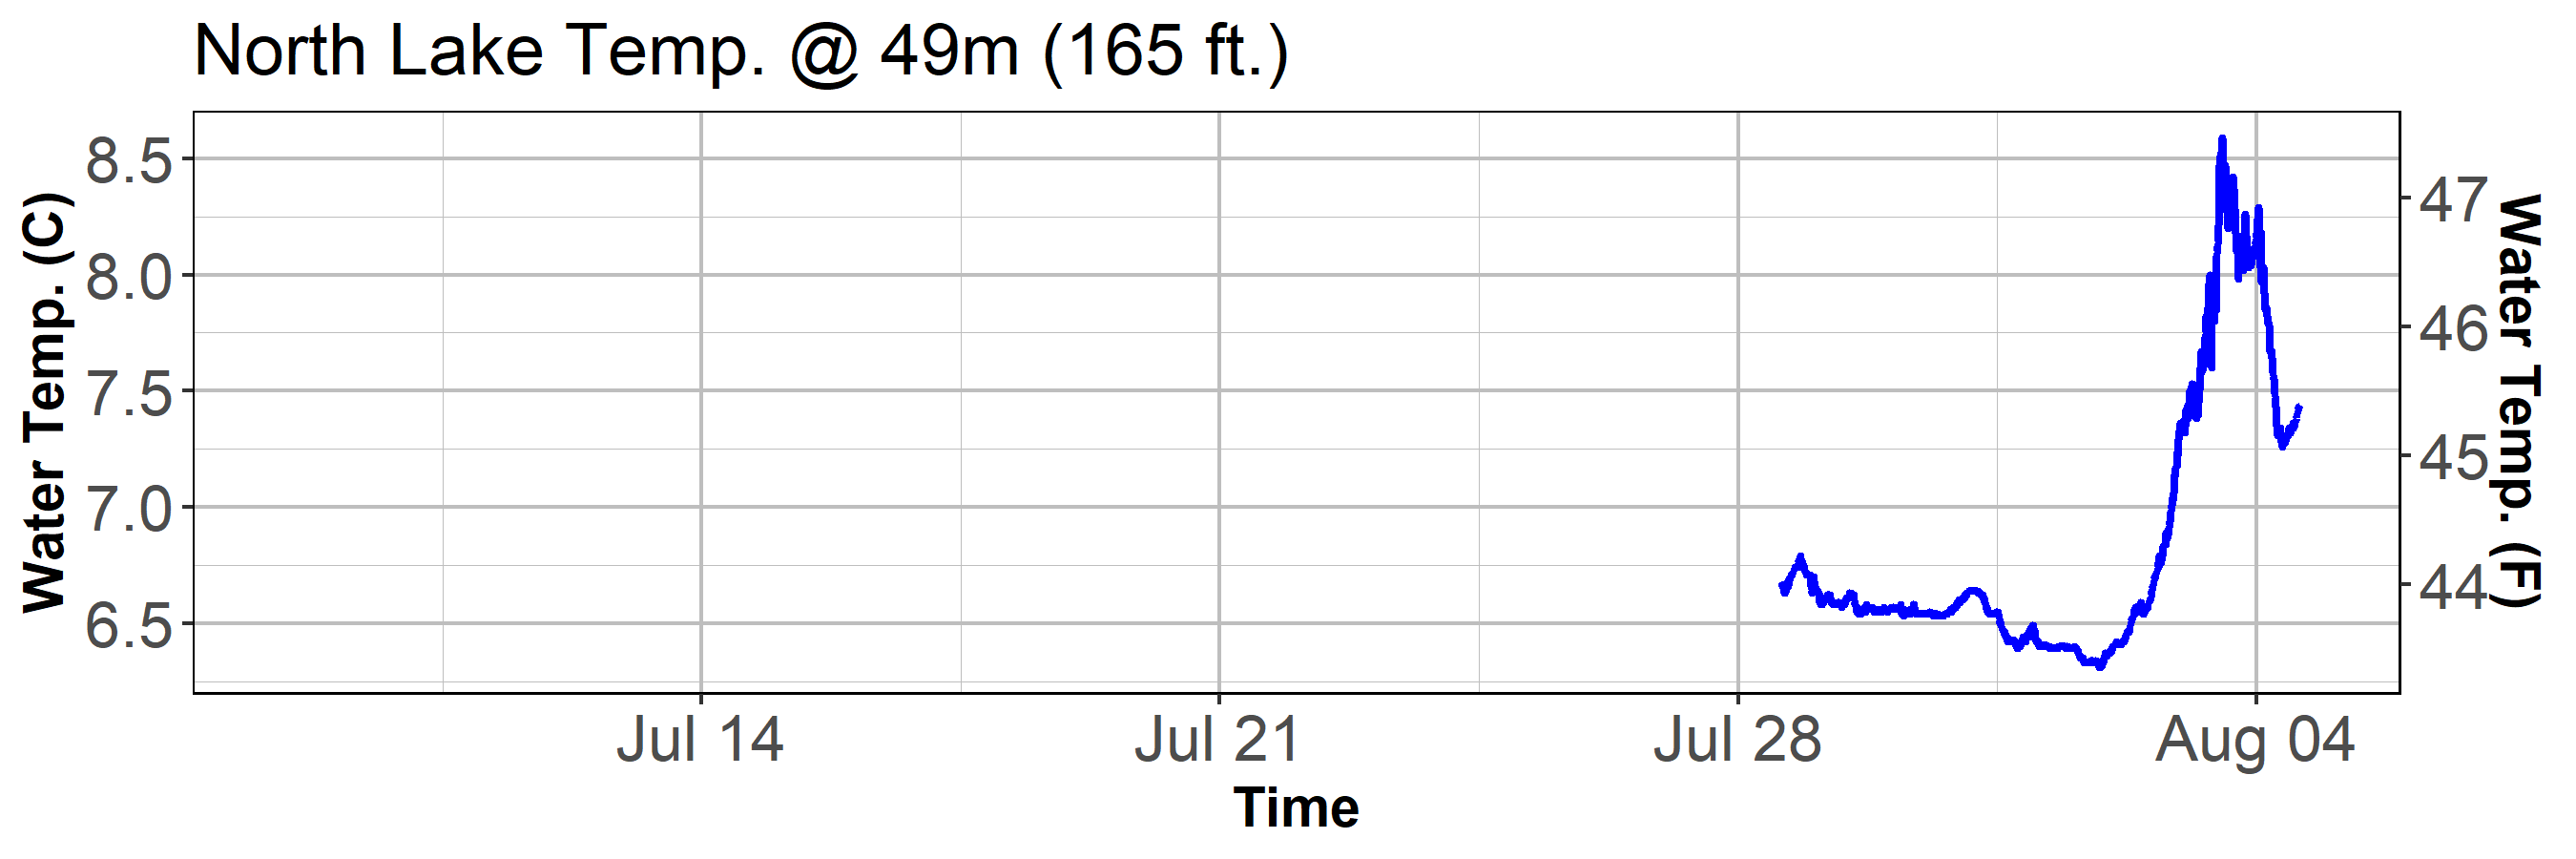 North Lake Temp. @ 49m (165 ft.)
Water Temp. (C)
8.5
8.0
7.5
7.0
6.5
47
46
45
44
Water Temp. (F)
Jul 14 Jul 21 Jul 28 Aug 04
Time